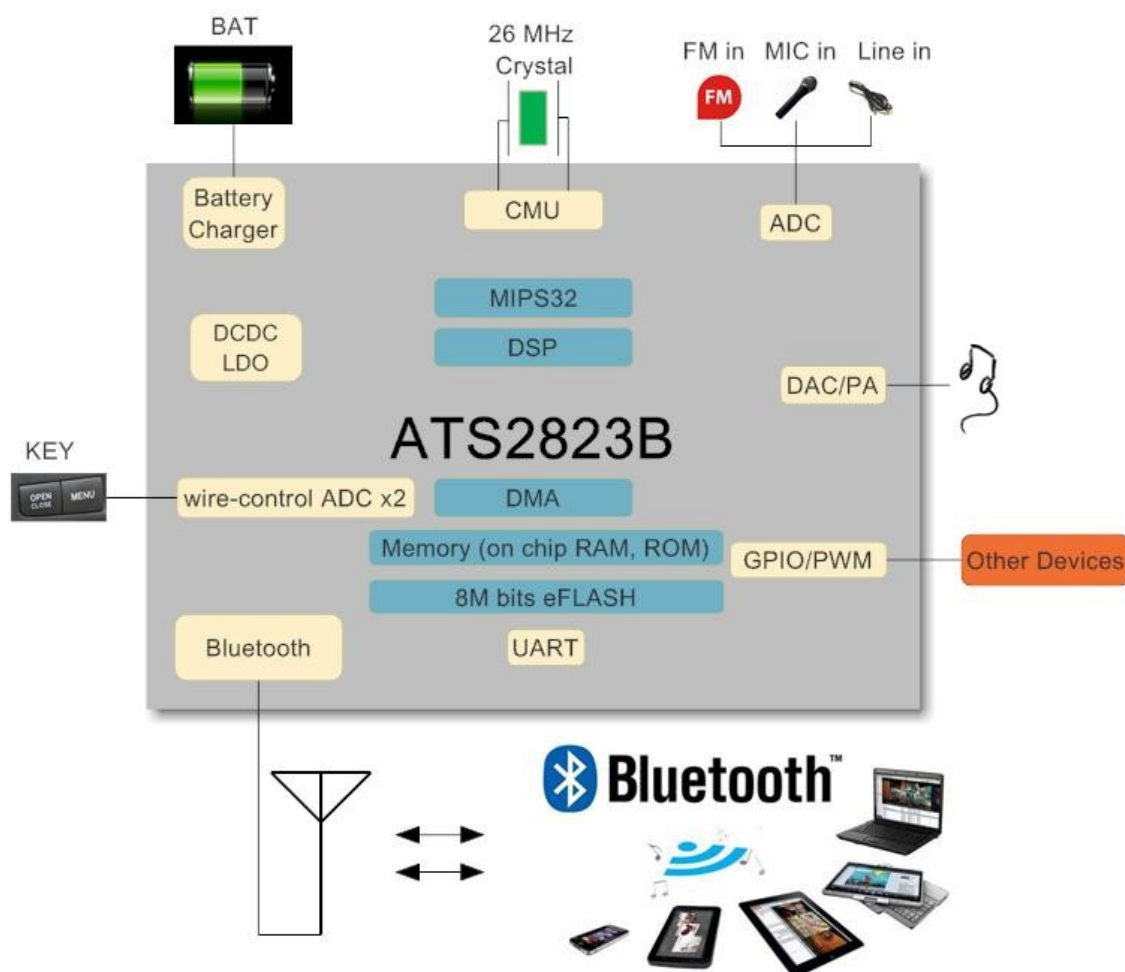 BAT
26 MHz
Crystal
FM in
MIC in
Line in
FM
Battery
Charger
CMU
ADC
MIPS32
DCDC
LDO
DSP
DAC/PA
ATS2823B
KEY
OPEN
CLOSE
MENU
wire-control ADC x2
DMA
Memory (on chip RAM, ROM)
GPIO/PWM
Other Devices
8M bits eFLASH
Bluetooth
UART
Bluetooth™